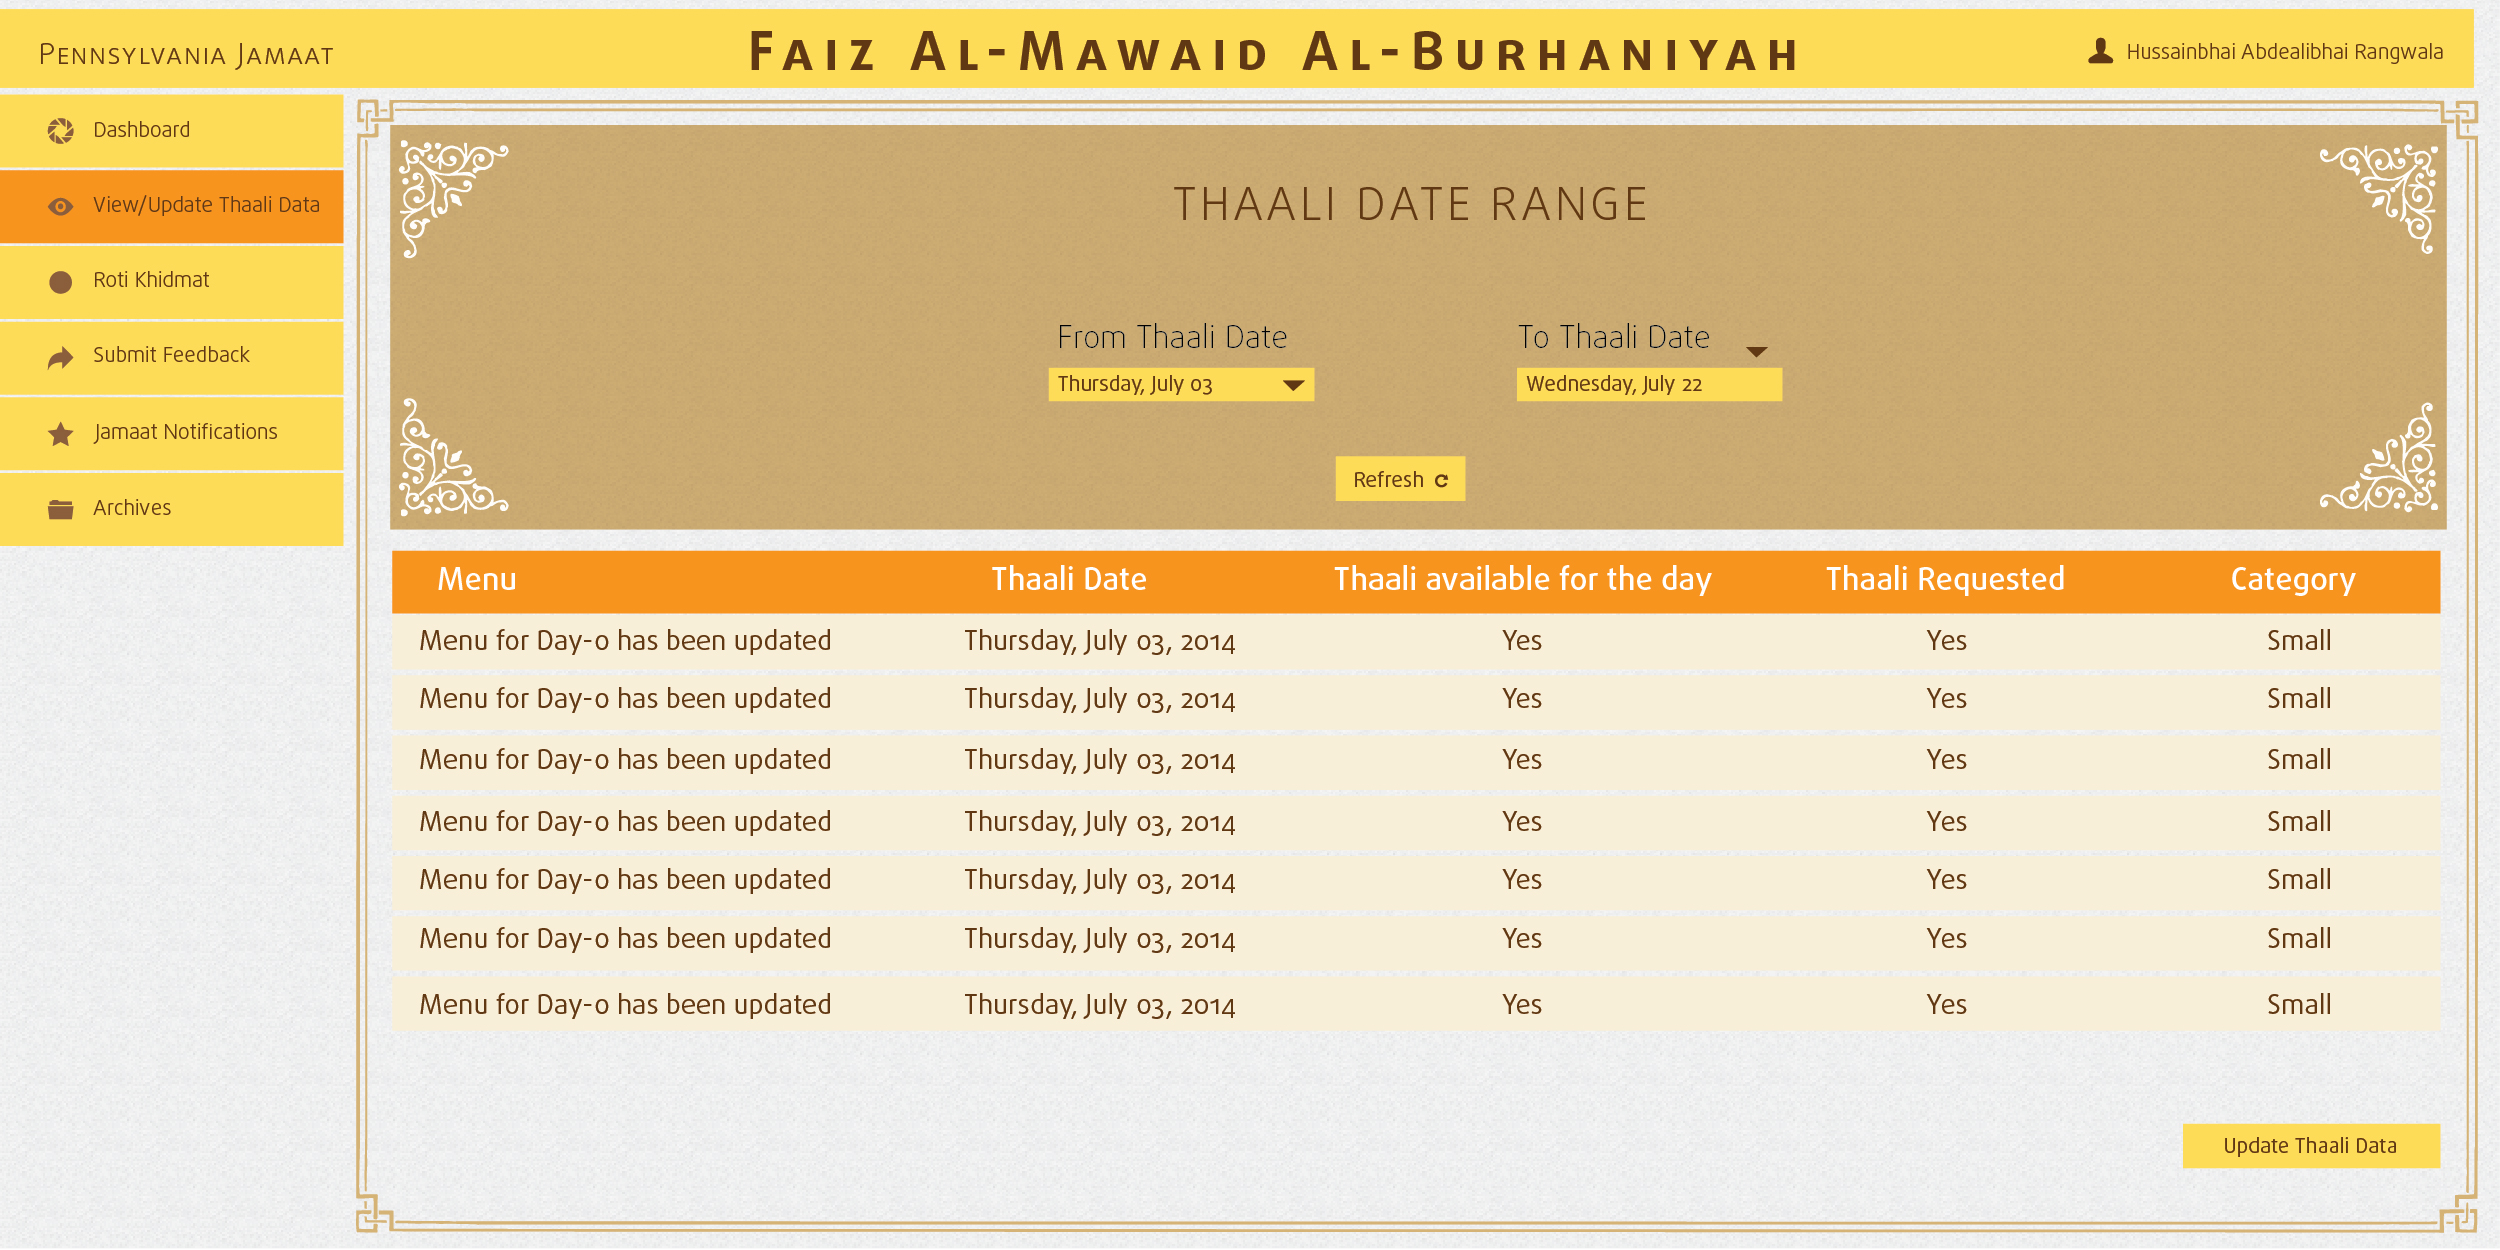 Pennsylvania Jamaat
Faiz Al-Mawaid Al-Burhaniyah
Hussainbhai Abdealibhai Rangwala
Dashboard
View/Update Thaali Data
Roti Khidmat
Submit Feedback
Jamaat Notifications
Archives
THAALI DATE RANGE
From Thaali Date To Thaali Date
Thursday, July 03 Wednesday, July 22
Refresh
Menu Thaali Date Thaali available for the day Thaali Requested Category
Menu for Day-0 has been updated Thursday, July 03, 2014 Yes Yes Small
Menu for Day-0 has been updated Thursday, July 03, 2014 Yes Yes Small
Menu for Day-0 has been updated Thursday, July 03, 2014 Yes Yes Small
Menu for Day-0 has been updated Thursday, July 03, 2014 Yes Yes Small
Menu for Day-0 has been updated Thursday, July 03, 2014 Yes Yes Small
Menu for Day-0 has been updated Thursday, July 03, 2014 Yes Yes Small
Menu for Day-0 has been updated Thursday, July 03, 2014 Yes Yes Small
Update Thaali Data